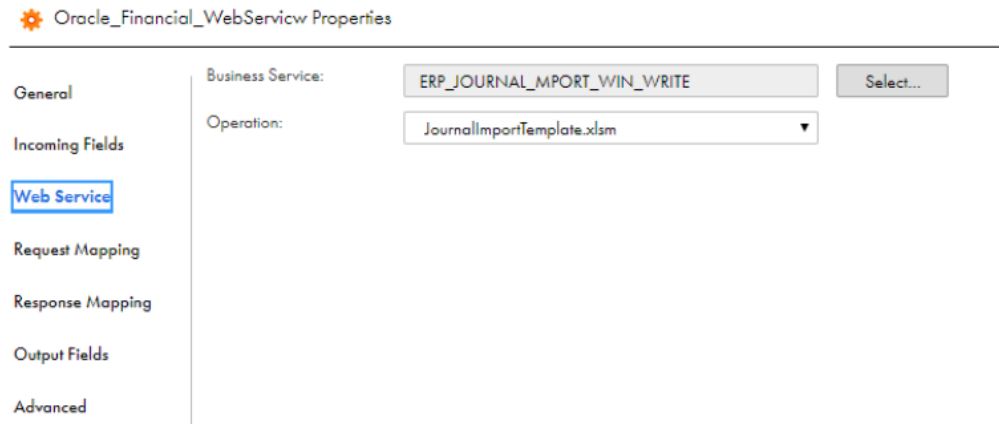 Oracle_Financial_WebServicw Properties
General
Incoming Fields
Web Service
Request Mapping
Response Mapping
Output Fields
Advanced
Business Service: ERP_JOURNAL_MPORT_WIN_WRITE Select...
Operation: JournalImportTemplate.xlsm